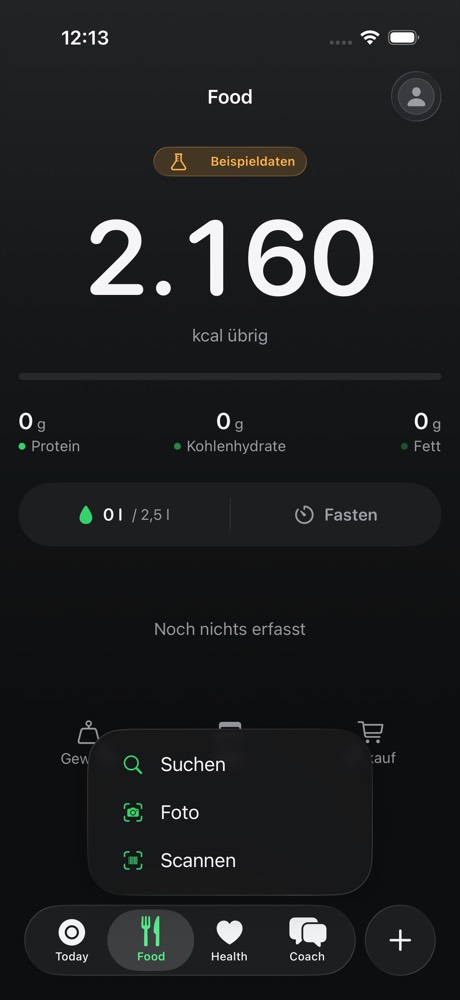 12:13
Food
Beispieldaten
2.160
kcal übrig
0 g
0 g
0 g
Protein
Kohlenhydrate
Fett
0 l / 2,5 l
Fasten
Noch nichts erfasst
Suchen
Foto
Scannen
Today
Food
Health
Coach